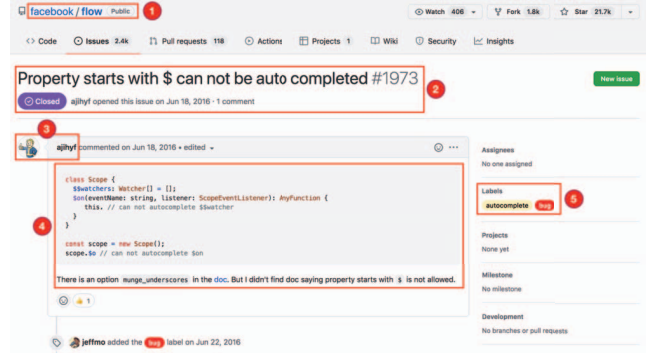 facebook / flow Public 1
Watch 406 Fork 1.8k Star 21.7k
<> Code Issues 2.4k Pull requests 118 Actions Projects 1 Wiki Security Insights
Property starts with $ can not be auto completed #1973
New issue
2
Closed ajihyf opened this issue on Jun 18, 2016 · 1 comment
3
ajihyf commented on Jun 18, 2016 • edited
Assignees
No one assigned
class Scope {
$$watchers: Watcher[] = [];
$on(eventName: string, listener: ScopeEventListener): AnyFunction {
this. // can not autocomplete $$watcher
}
}
const scope = new Scope();
scope.$o // can not autocomplete $on
4
There is an option munge_underscores in the doc. But I didn't find doc saying property starts with $ is not allowed.
1
Labels
autocomplete bug
5
Projects
None yet
Milestone
No milestone
Development
No branches or pull requests
jeffmo added the bug label on Jun 22, 2016